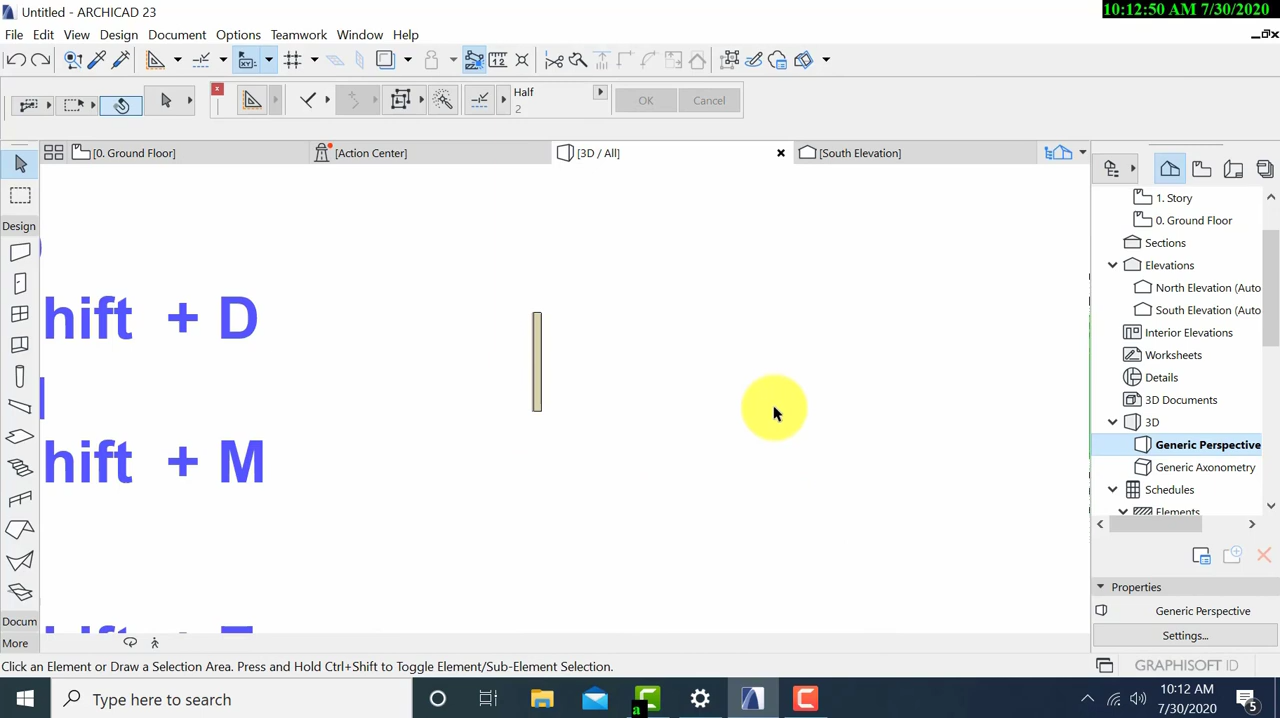 Untitled - ARCHICAD 23
10:12:50 AM 7/30/2020
File Edit View Design Document Options Teamwork Window Help
Half
2
OK Cancel
[0. Ground Floor] [Action Center] [3D / All] [South Elevation]
Design
1. Story
0. Ground Floor
Sections
Elevations
North Elevation (Auto
South Elevation (Auto
Interior Elevations
Worksheets
Details
3D Documents
3D
Generic Perspective
Generic Axonometry
Schedules
Elements
hift + D
hift + M
Docum
More
Properties
Generic Perspective
Settings...
Click an Element or Draw a Selection Area. Press and Hold Ctrl+Shift to Toggle Element/Sub-Element Selection.
GRAPHISOFT ID
Type here to search
a
10:12 AM
7/30/2020
5